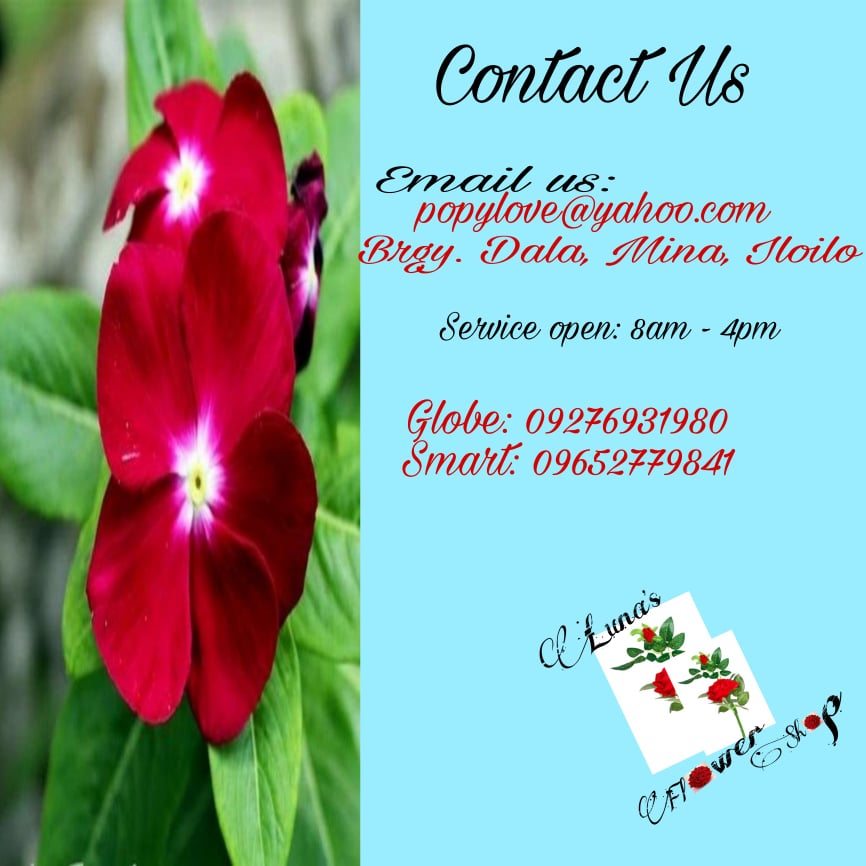 Contact Us
Email us:
popylove@yahoo.com
Brgy. Dala, Mina, Iloilo
Service open: 8am - 4pm
Globe: 09276931980
Smart: 09652779841
Luna's
Flower Shop